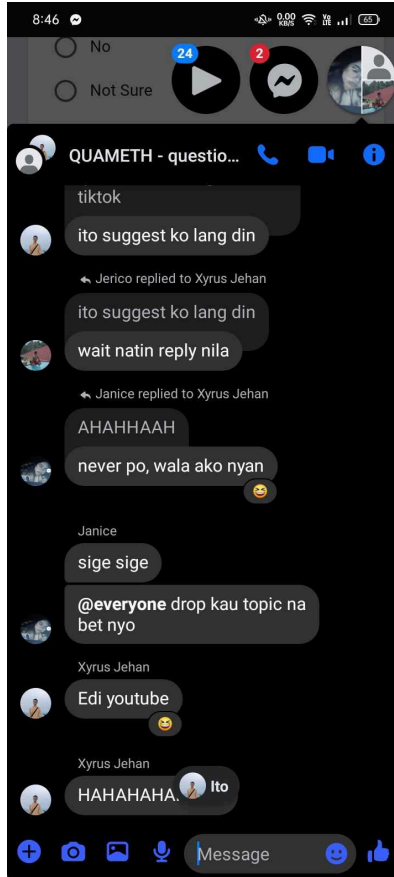 8:46
0.00
KB/S
Vo
LTE
65
No
24
2
Not Sure
QUAMETH - questio...
tiktok
ito suggest ko lang din
Jerico replied to Xyrus Jehan
ito suggest ko lang din
wait natin reply nila
Janice replied to Xyrus Jehan
AHAHHAAH
never po, wala ako nyan
Janice
sige sige
@everyone drop kau topic na
bet nyo
Xyrus Jehan
Edi youtube
Xyrus Jehan
HAHAHAHA.
Ito
Message